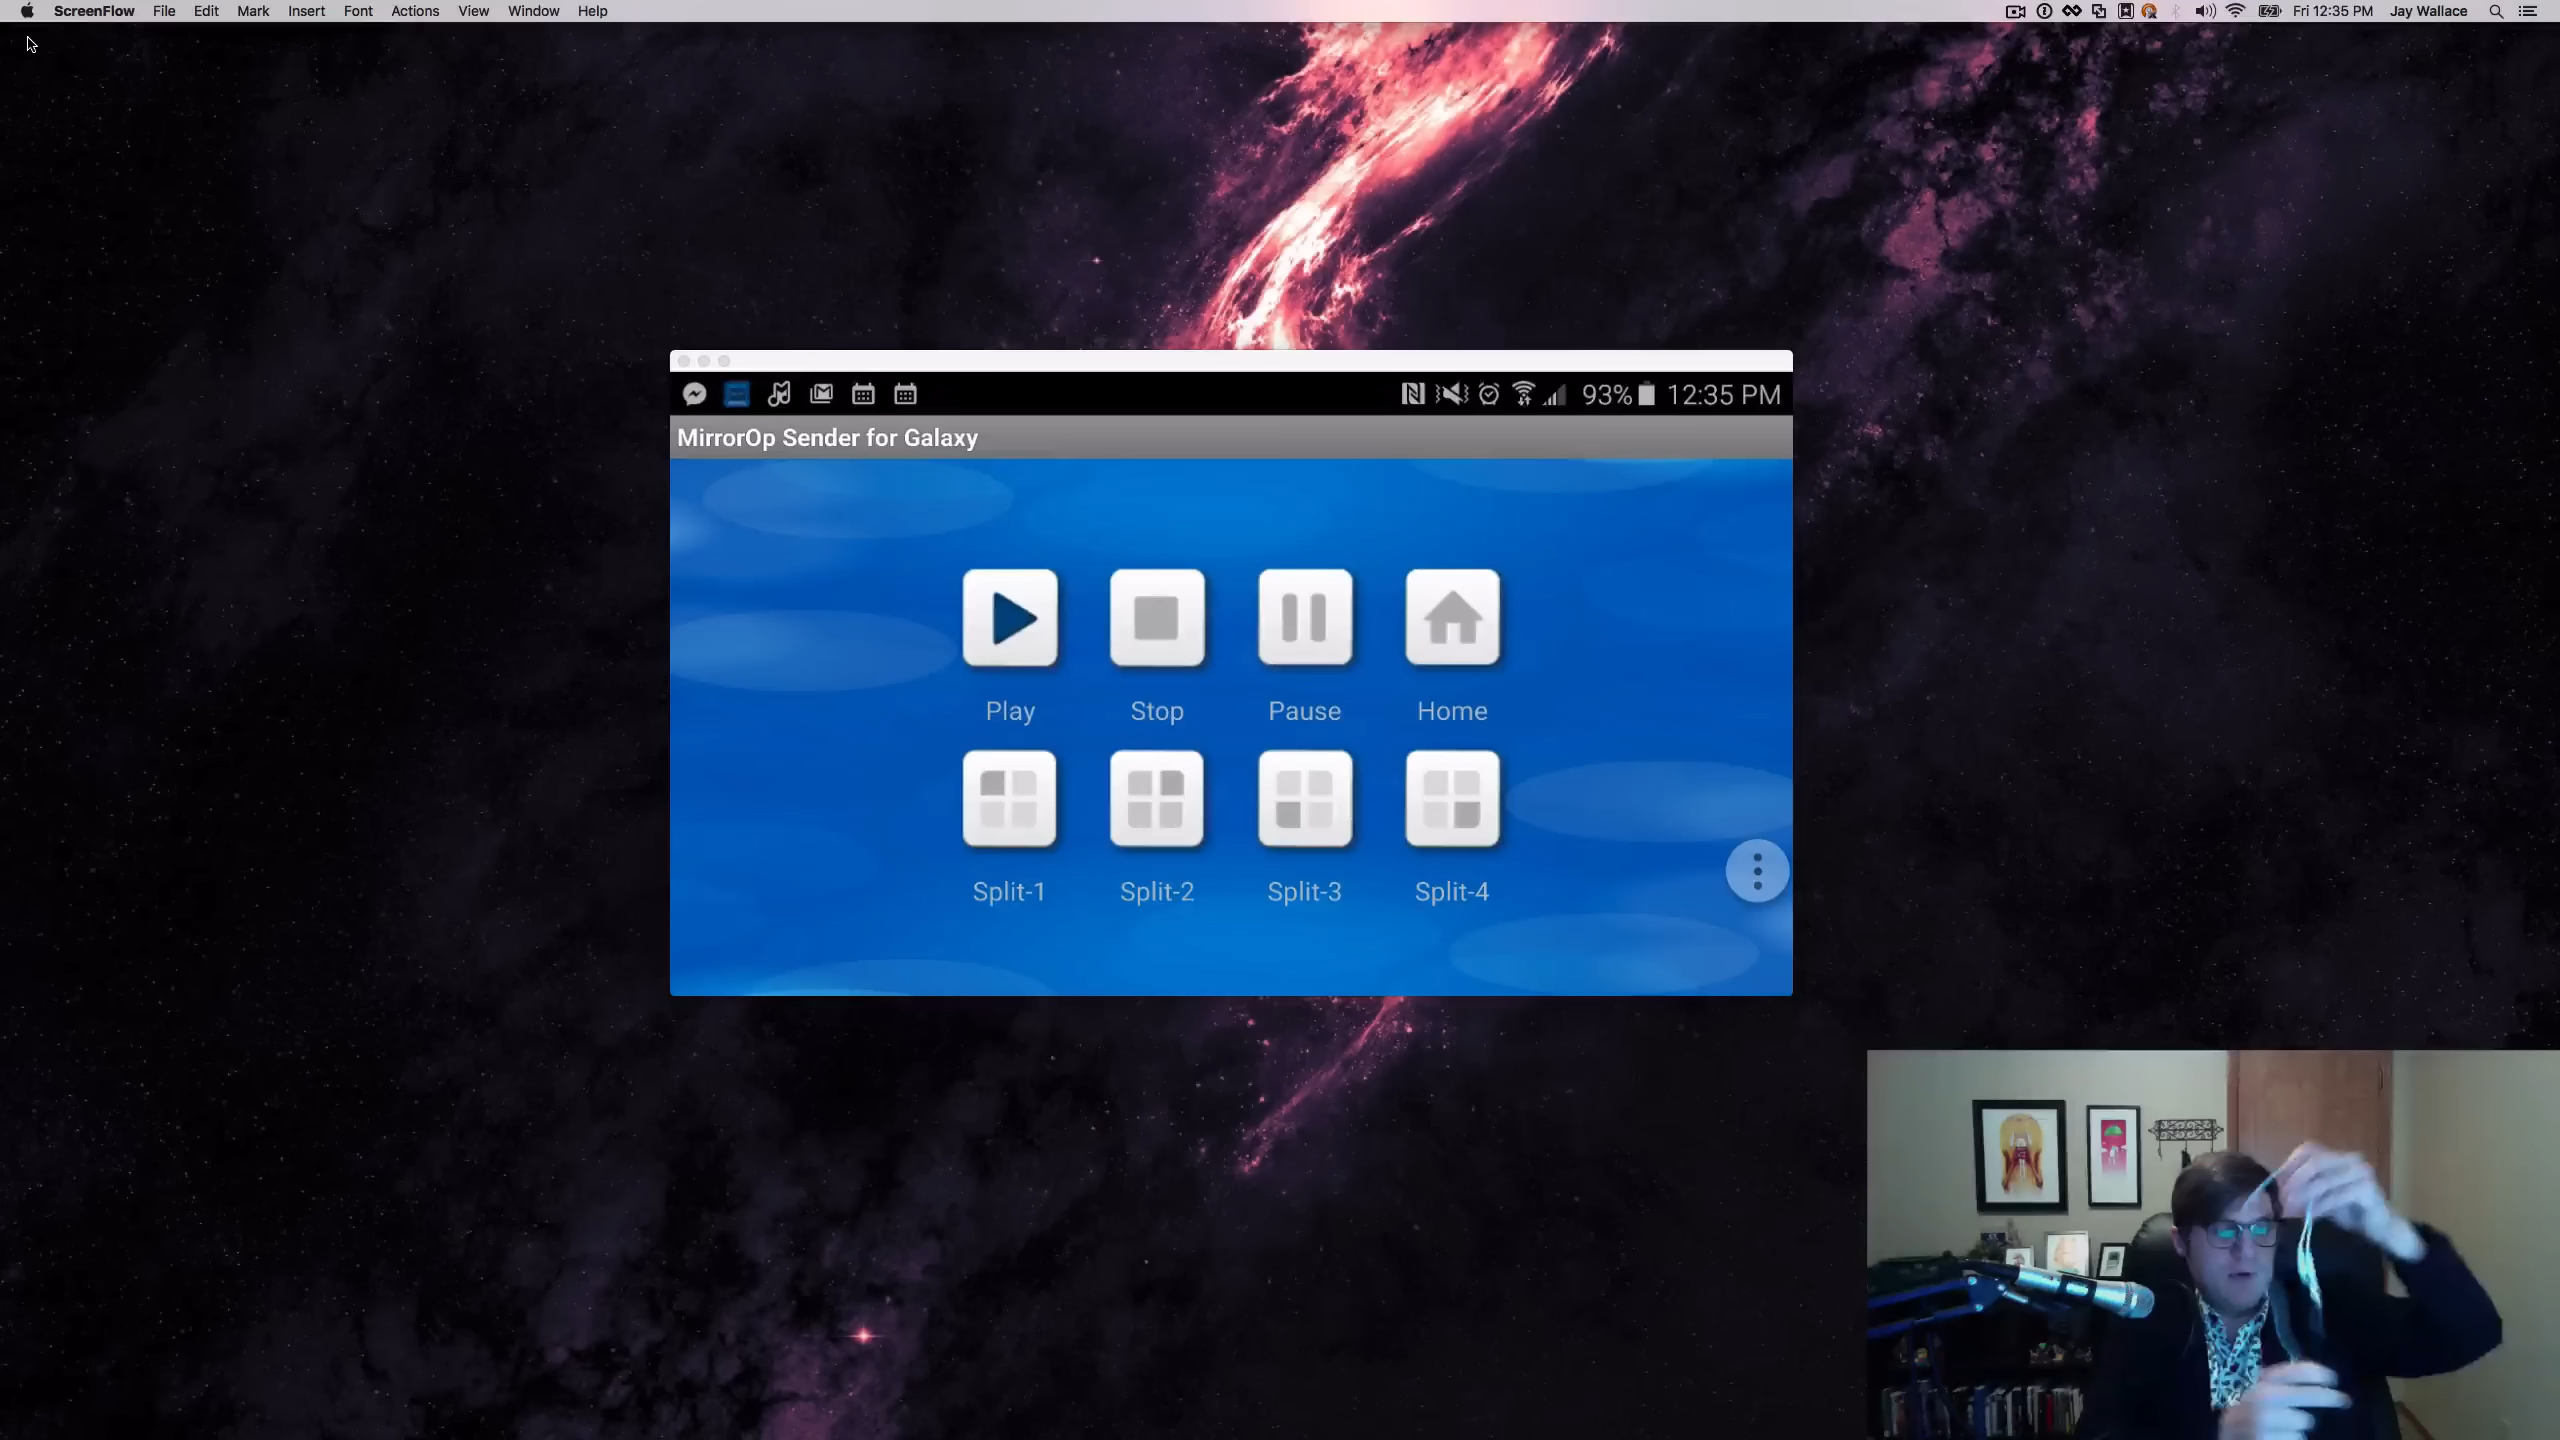 ScreenFlow File Edit Mark Insert Font Actions View Window Help Fri 12:35 PM Jay Wallace
93% 12:35 PM
MirrorOp Sender for Galaxy
Play Stop Pause Home
Split-1 Split-2 Split-3 Split-4